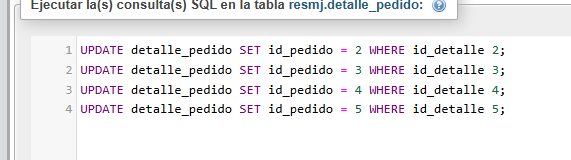 Ejecutar la(s) consulta(s) SQL en la tabla resmj.detalle_pedido:
1 UPDATE detalle_pedido SET id_pedido = 2 WHERE id_detalle 2;
2 UPDATE detalle_pedido SET id_pedido = 3 WHERE id_detalle 3;
3 UPDATE detalle_pedido SET id_pedido = 4 WHERE id_detalle 4;
4 UPDATE detalle_pedido SET id_pedido = 5 WHERE id_detalle 5;